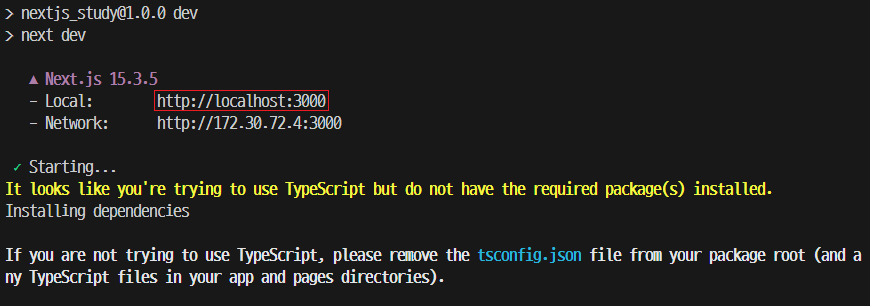 > nextjs_study@1.0.0 dev
> next dev
▲ Next.js 15.3.5
- Local: http://localhost:3000
- Network: http://172.30.72.4:3000
✓ Starting...
It looks like you're trying to use TypeScript but do not have the required package(s) installed.
Installing dependencies
If you are not trying to use TypeScript, please remove the tsconfig.json file from your package root (and a
ny TypeScript files in your app and pages directories).